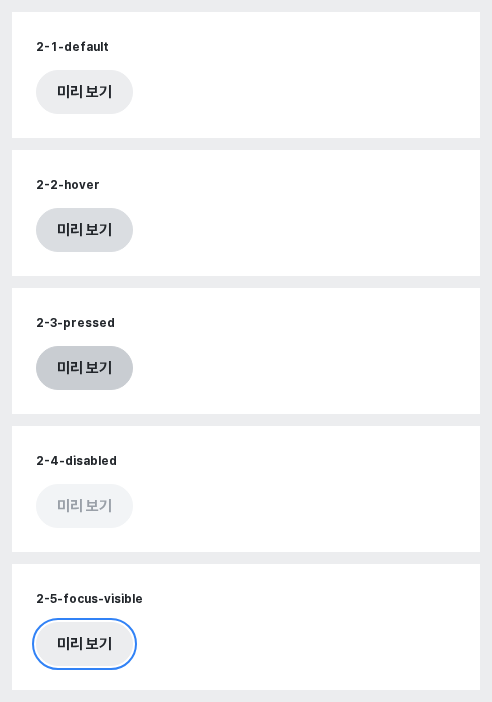 2-1-default
미리 보기
2-2-hover
미리 보기
2-3-pressed
미리 보기
2-4-disabled
미리 보기
2-5-focus-visible
미리 보기